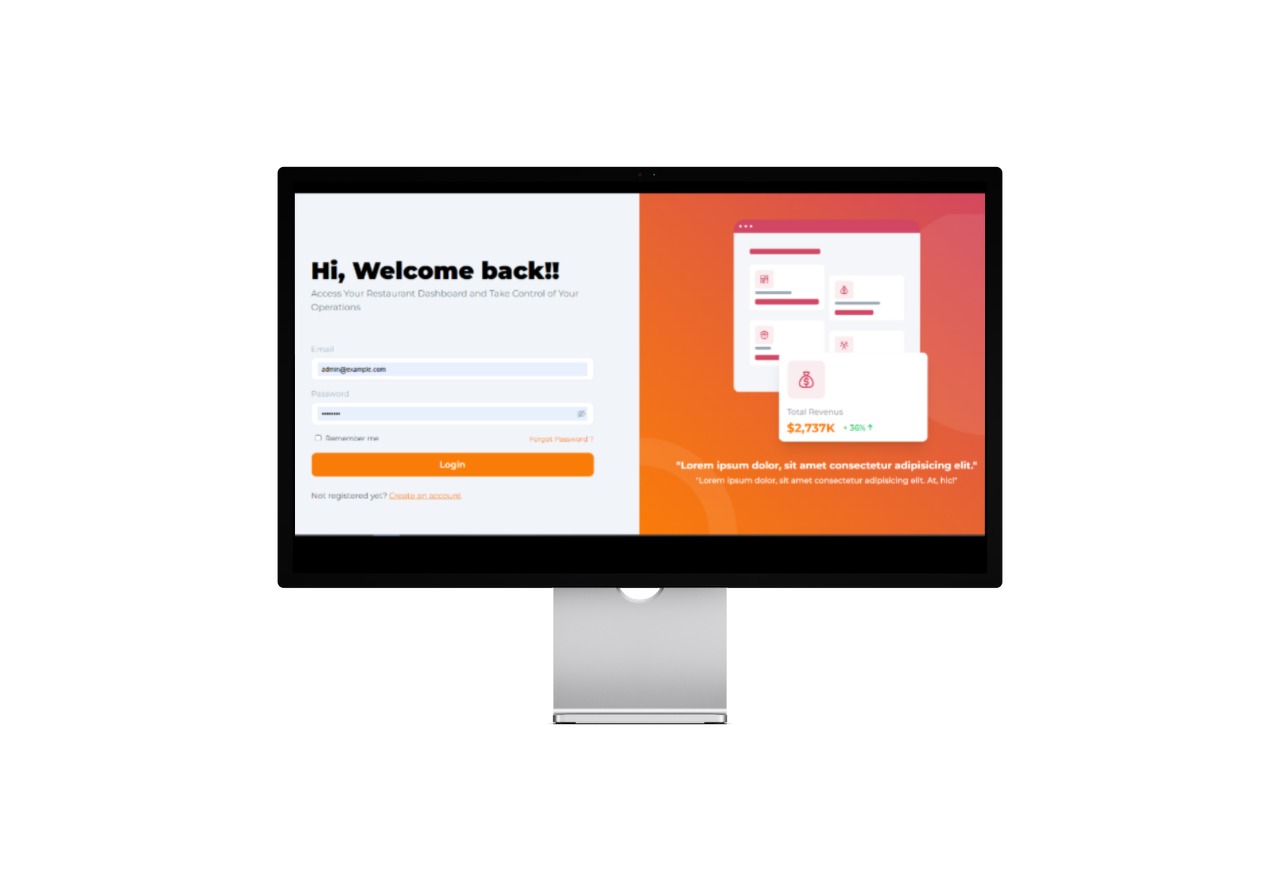 Hi, Welcome back!!
Access Your Restaurant Dashboard and Take Control of Your
Operations
Email
admin@example.com
Password
••••••••
Remember me
Forgot Password ?
Login
Not registered yet? Create an account
Total Revenus
$2,737K
+ 36% ↑
"Lorem ipsum dolor, sit amet consectetur adipisicing elit."
"Lorem ipsum dolor, sit amet consectetur adipisicing elit. At, hic!"